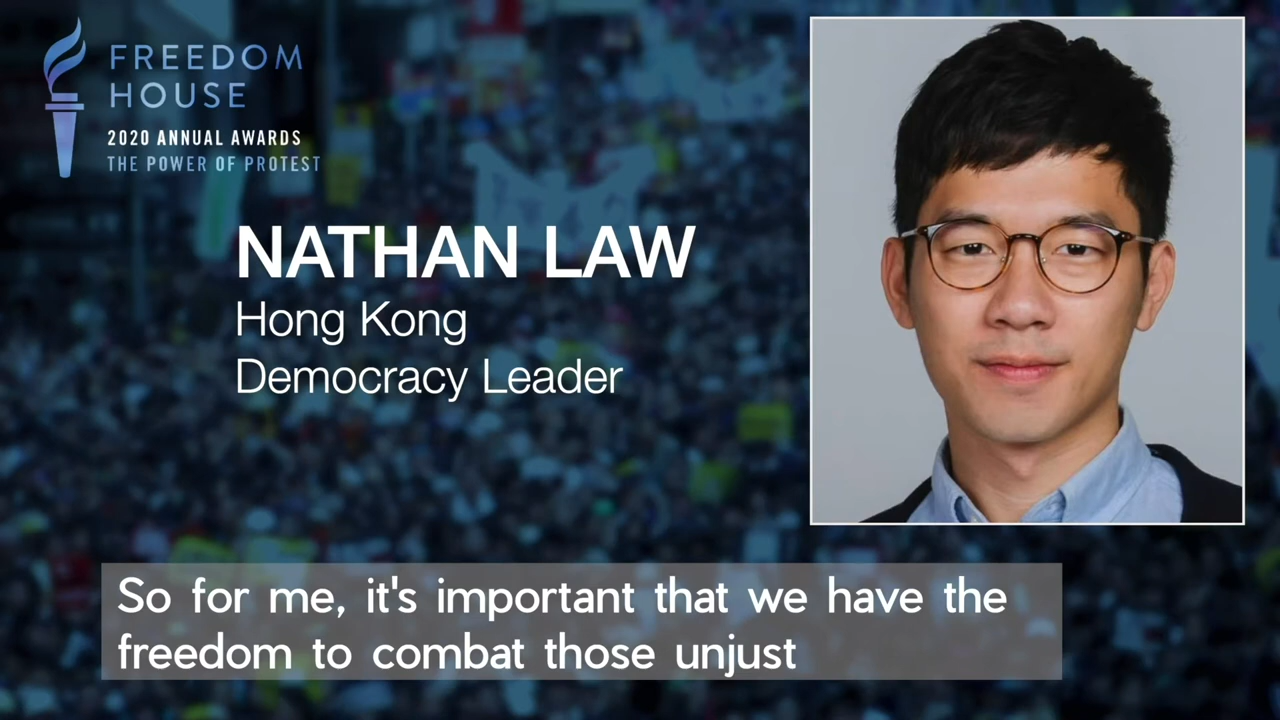 FREEDOM
HOUSE
2020 ANNUAL AWARDS
THE POWER OF PROTEST
NATHAN LAW
Hong Kong
Democracy Leader
So for me, it's important that we have the
freedom to combat those unjust